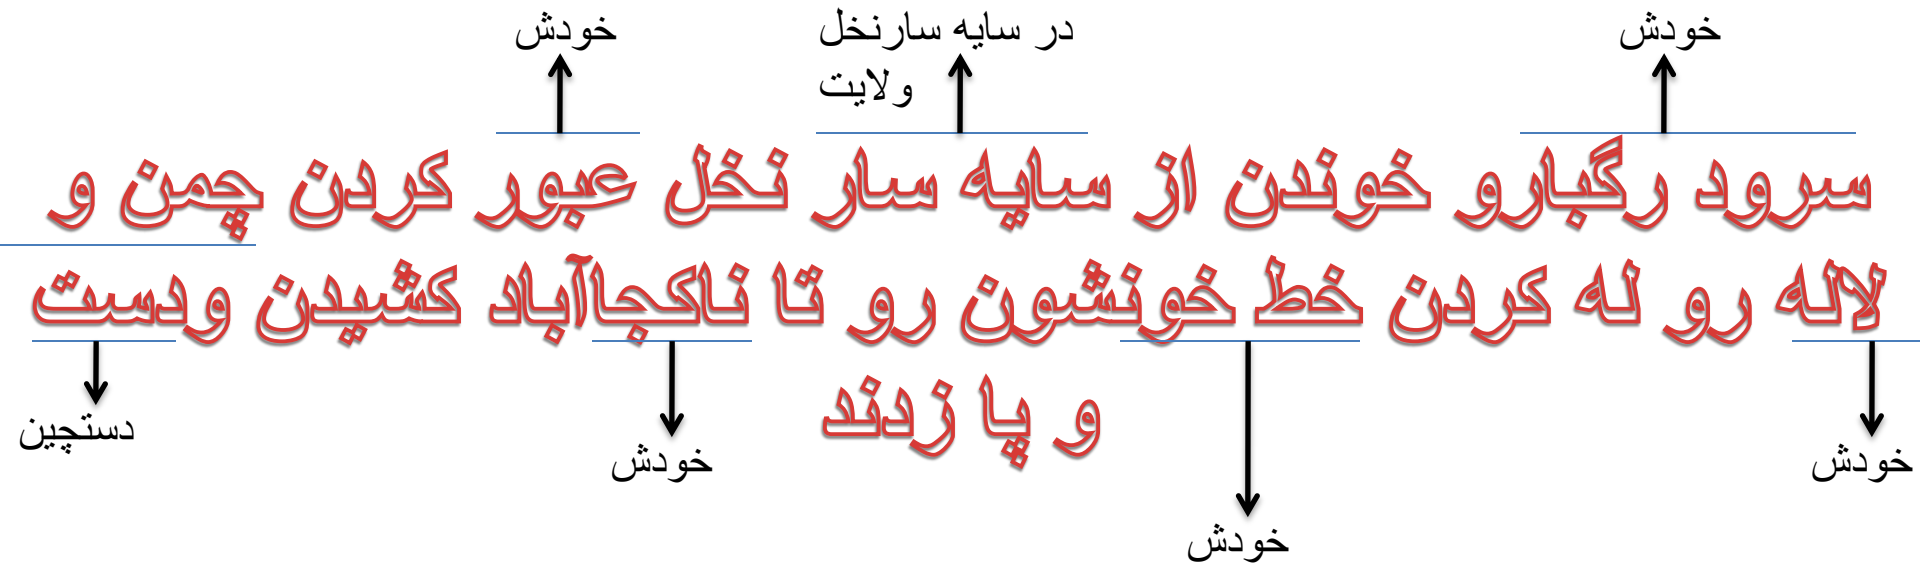 خودش
در سایه سارنخل
ولایت
خودش
سرود رگبارو خوندن از سایه سار نخل عبور کردن چمن و
لاله رو له کردن خط خونشون رو تا ناکجاآباد کشیدن ودست
و پا زدند
دستچین
خودش
خودش
خودش